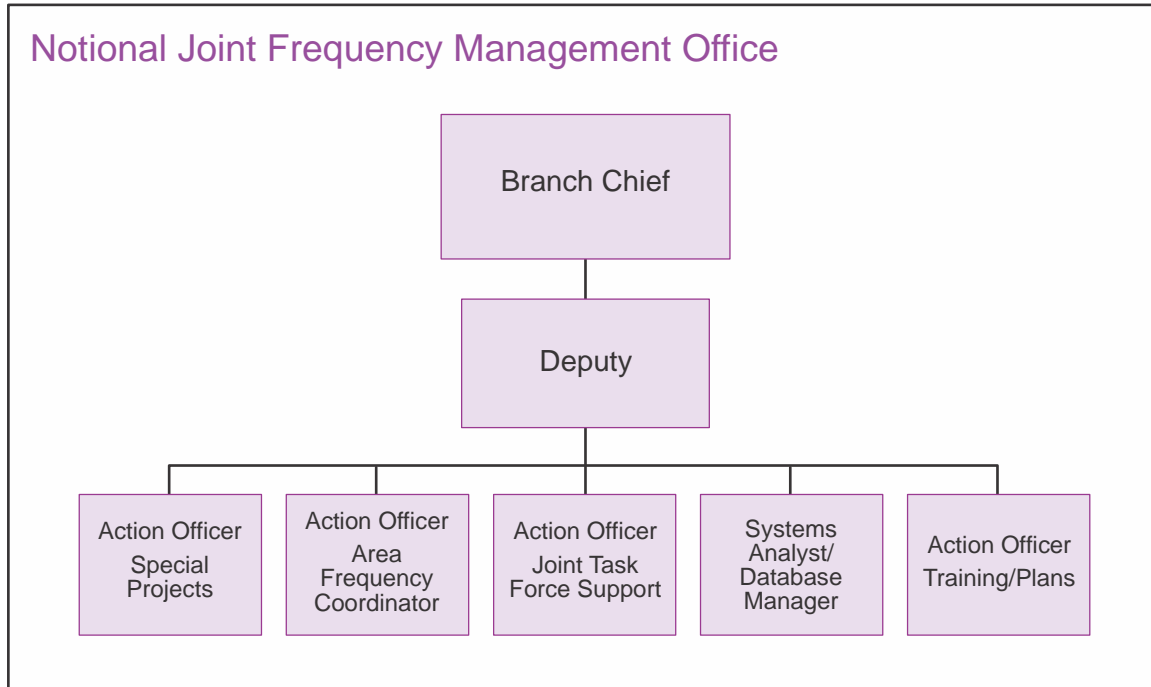 Notional Joint Frequency Management Office
Branch Chief
Deputy
Action Officer
Special
Projects
Action Officer
Area
Frequency
Coordinator
Action Officer
Joint Task
Force Support
Systems
Analyst/
Database
Manager
Action Officer
Training/Plans